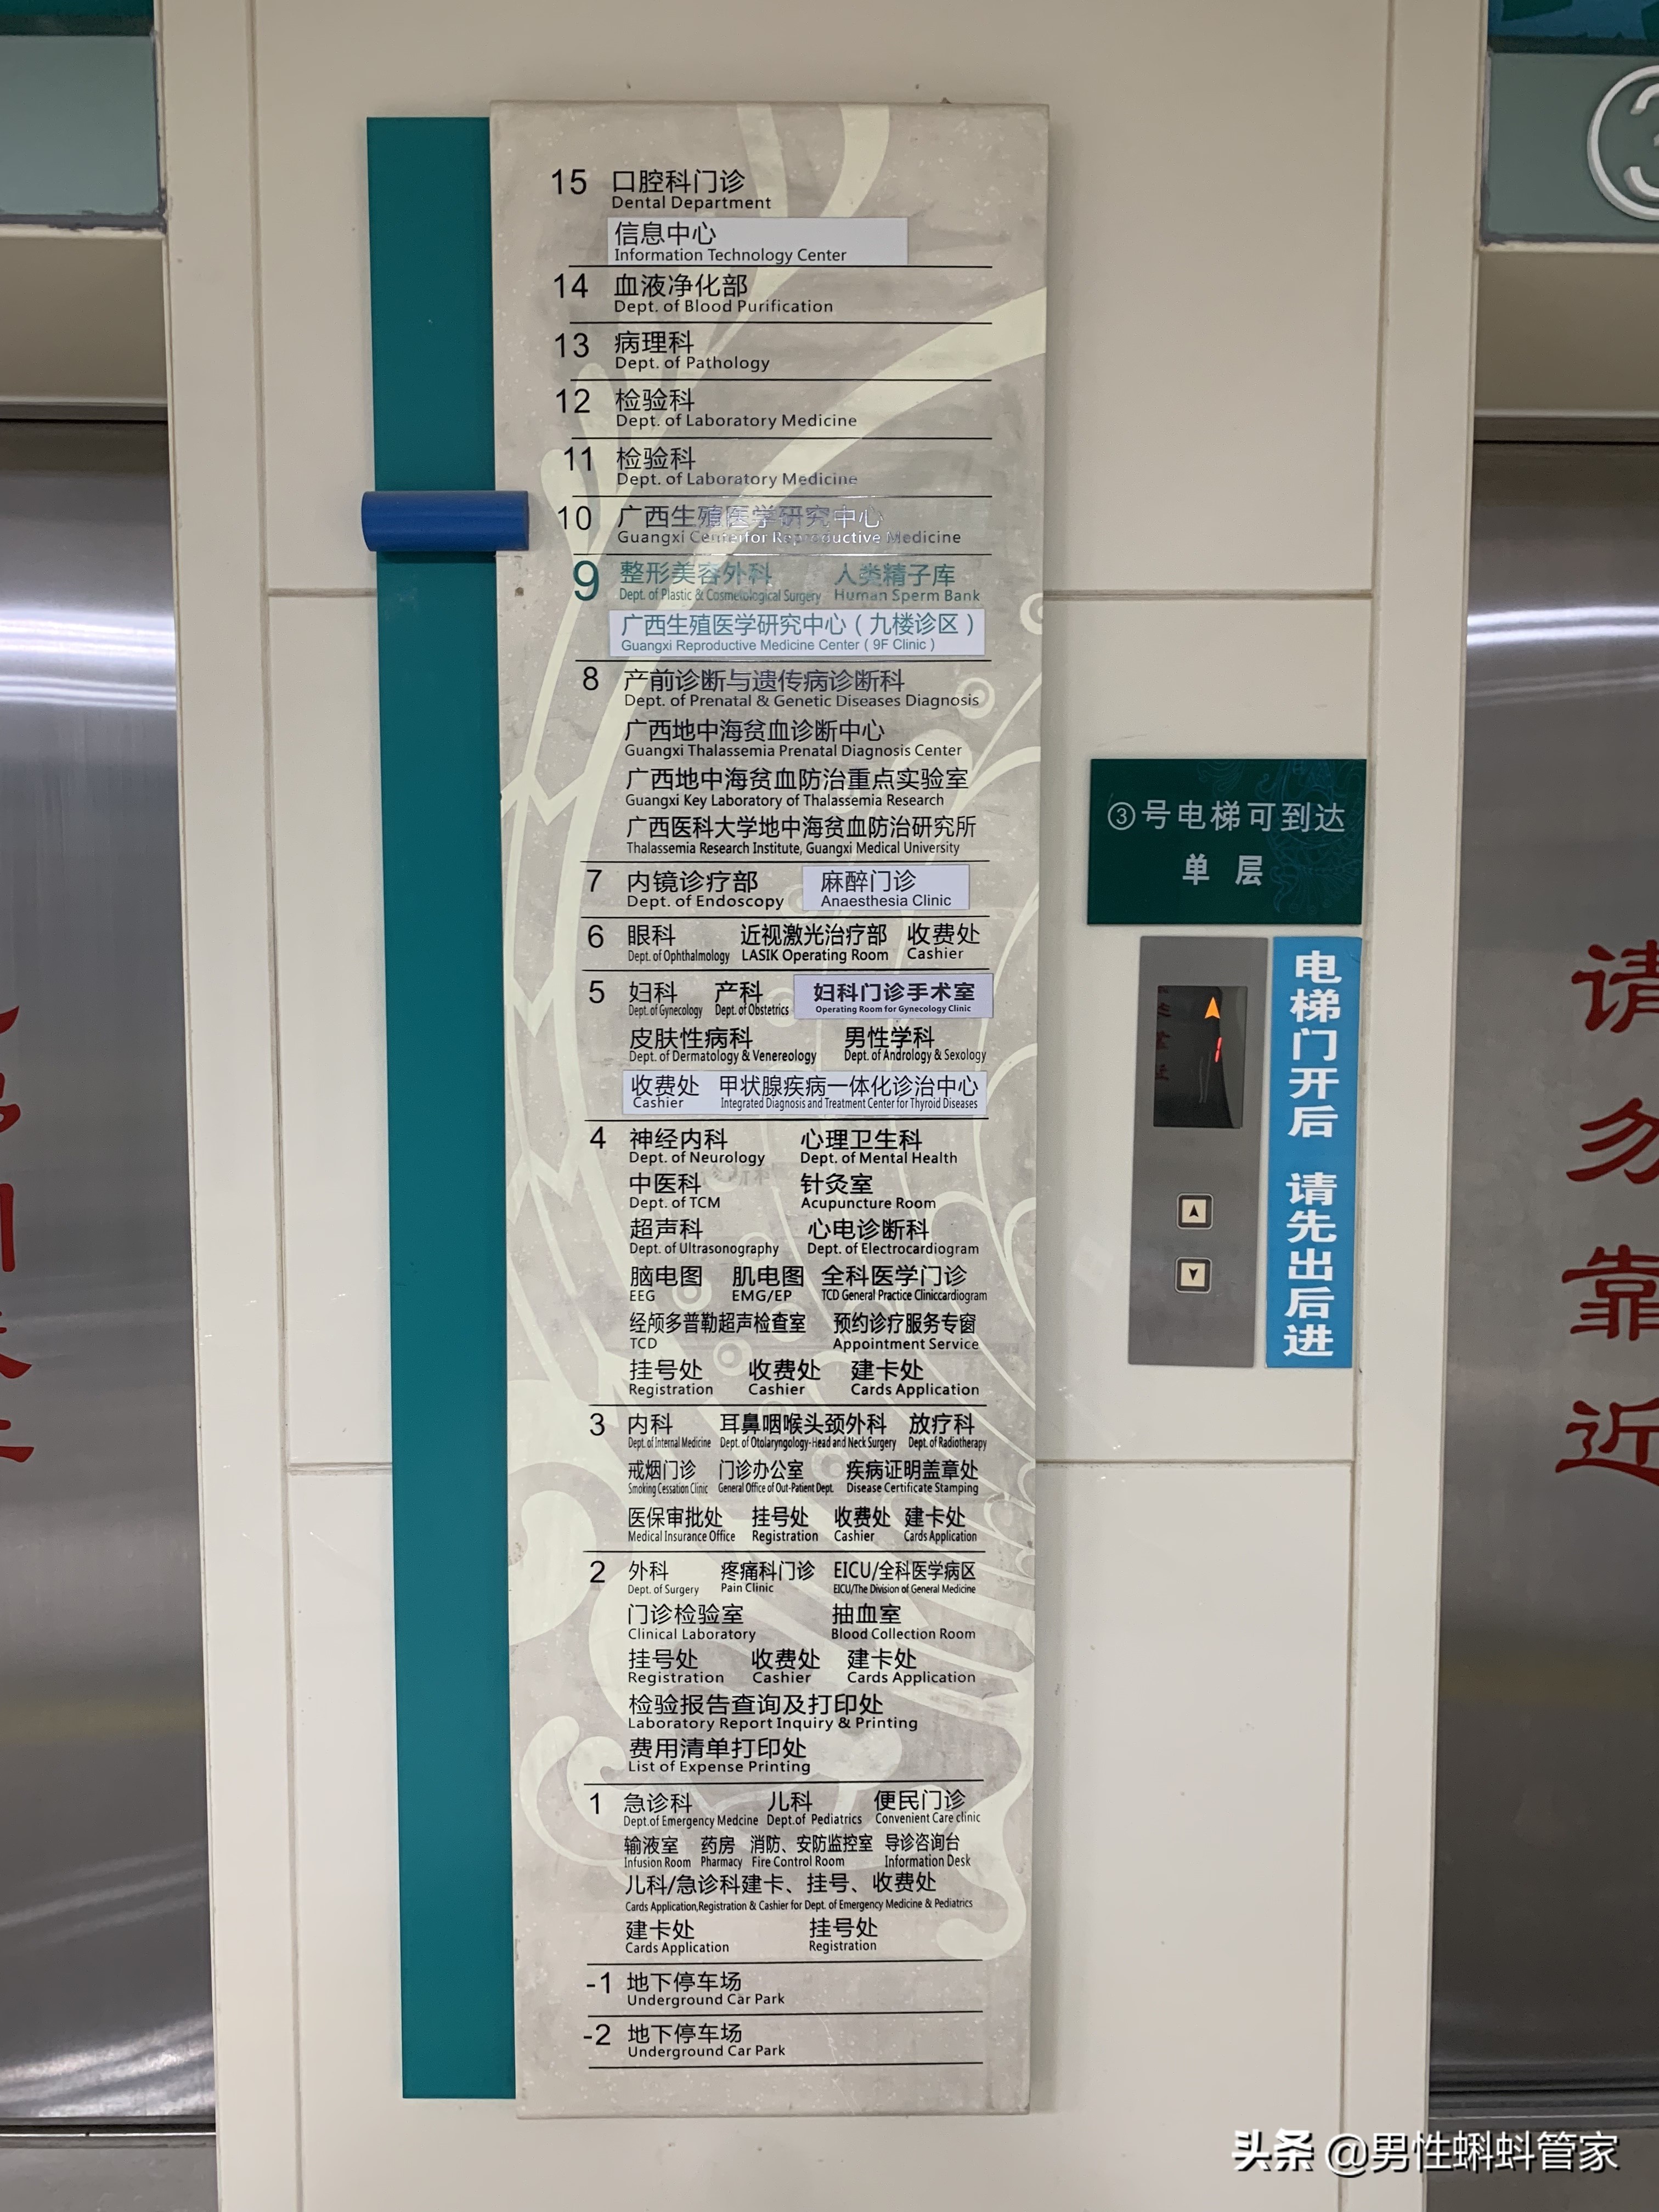 15 口腔科门诊
Dental Department
信息中心
Information Technology Center
14 血液净化部
Dept. of Blood Purification
13 病理科
Dept. of Pathology
12 检验科
Dept. of Laboratory Medicine
11 检验科
Dept. of Laboratory Medicine
10 广西生殖医学研究中心
Guangxi Centerfor Reproductive Medicine
9 整形美容外科 人类精子库
Dept. of Plastic & Cosmetological Surgery Human Sperm Bank
广西生殖医学研究中心（九楼诊区）
Guangxi Reproductive Medicine Center ( 9F Clinic )
8 产前诊断与遗传病诊断科
Dept. of Prenatal & Genetic Diseases Diagnosis
广西地中海贫血诊断中心
Guangxi Thalassemia Prenatal Diagnosis Center
广西地中海贫血防治重点实验室
Guangxi Key Laboratory of Thalassemia Research
广西医科大学地中海贫血防治研究所
Thalassemia Research Institute, Guangxi Medical University
7 内镜诊疗部 麻醉门诊
Dept. of Endoscopy Anaesthesia Clinic
6 眼科 近视激光治疗部 收费处
Dept. of Ophthalmology LASIK Operating Room Cashier
5 妇科 产科 妇科门诊手术室
Dept. of Gynecology Dept. of Obstetrics Operating Room for Gynecology Clinic
皮肤性病科 男性学科
Dept. of Dermatology & Venereology Dept. of Andrology & Sexology
收费处 甲状腺疾病一体化诊治中心
Cashier Integrated Diagnosis and Treatment Center for Thyroid Diseases
4 神经内科 心理卫生科
Dept. of Neurology Dept. of Mental Health
中医科 针灸室
Dept. of TCM Acupuncture Room
超声科 心电诊断科
Dept. of Ultrasonography Dept. of Electrocardiogram
脑电图 肌电图 全科医学门诊
EEG EMG/EP TCD General Practice Cliniccardiogram
经颅多普勒超声检查室 预约诊疗服务专窗
TCD Appointment Service
挂号处 收费处 建卡处
Registration Cashier Cards Application
3 内科 耳鼻咽喉头颈外科 放疗科
Dept. of Internal Medicine Dept. of Otolaryngology-Head and Neck Surgery Dept. of Radiotherapy
戒烟门诊 门诊办公室 疾病证明盖章处
Smoking Cessation Clinic General Office of Out-Patient Dept. Disease Certificate Stamping
医保审批处 挂号处 收费处 建卡处
Medical Insurance Office Registration Cashier Cards Application
2 外科 疼痛科门诊 EICU/全科医学病区
Dept. of Surgery Pain Clinic EICU/The Division of General Medicine
门诊检验室 抽血室
Clinical Laboratory Blood Collection Room
挂号处 收费处 建卡处
Registration Cashier Cards Application
检验报告查询及打印处
Laboratory Report Inquiry & Printing
费用清单打印处
List of Expense Printing
1 急诊科 儿科 便民门诊
Dept.of Emergency Medcine Dept.of Pediatrics Convenient Care clinic
输液室 药房 消防、安防监控室 导诊咨询台
Infusion Room Pharmacy Fire Control Room Information Desk
儿科/急诊科建卡、挂号、收费处
Cards Application,Registration & Cashier for Dept. of Emergency Medicine & Pediatrics
建卡处 挂号处
Cards Application Registration
-1 地下停车场
Underground Car Park
-2 地下停车场
Underground Car Park
③号电梯可到达
单层
1
电梯门开后 请先出后进
③
请勿靠近
头条 @男性蝌蚪管家